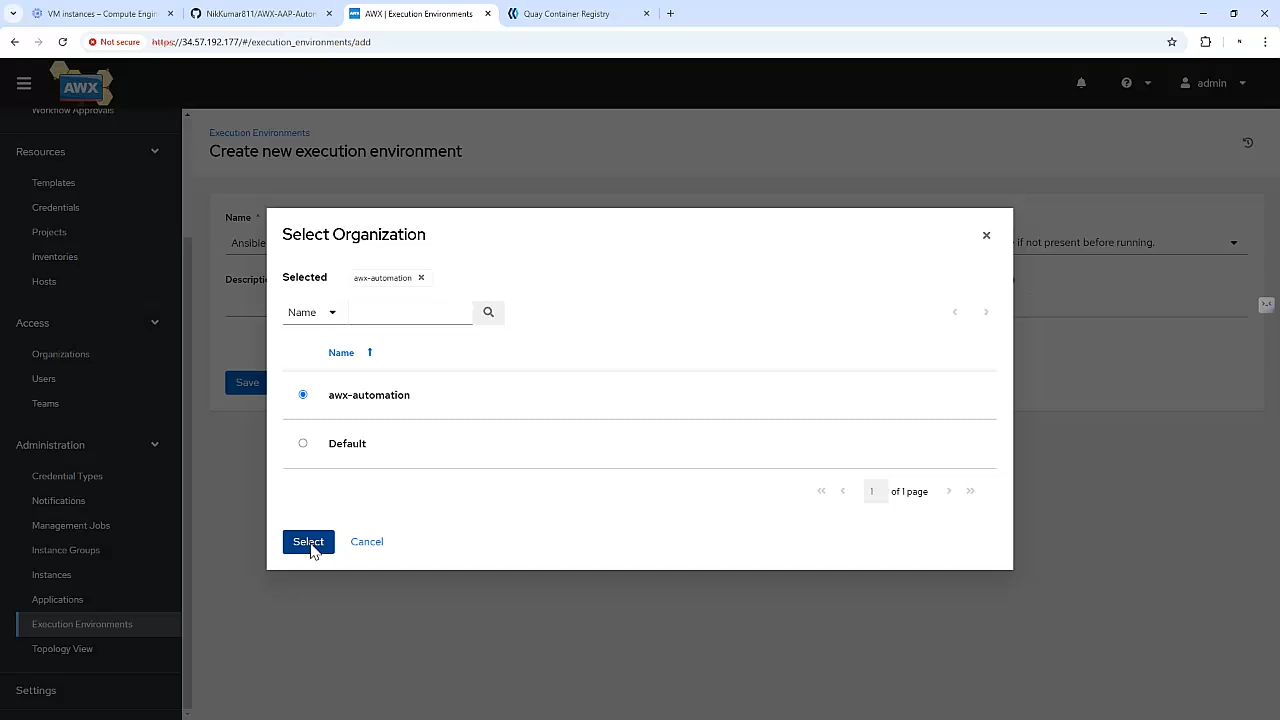 VM instances – Compute Engin
NikKumar811/AWX-AAP-Autom
AWX | Execution Environments
Quay Container Registry
Not secure
https://34.57.192.177/#/execution_environments/add
AWX
admin
Workflow Approvals
Resources
Templates
Credentials
Projects
Inventories
Hosts
Access
Organizations
Users
Teams
Administration
Credential Types
Notifications
Management Jobs
Instance Groups
Instances
Applications
Execution Environments
Topology View
Settings
Execution Environments
Create new execution environment
Name *
Ansible
if not present before running.
Descripti
Save
Select Organization
Selected awx-automation
Name
Name
awx-automation
Default
1 of 1 page
Select Cancel